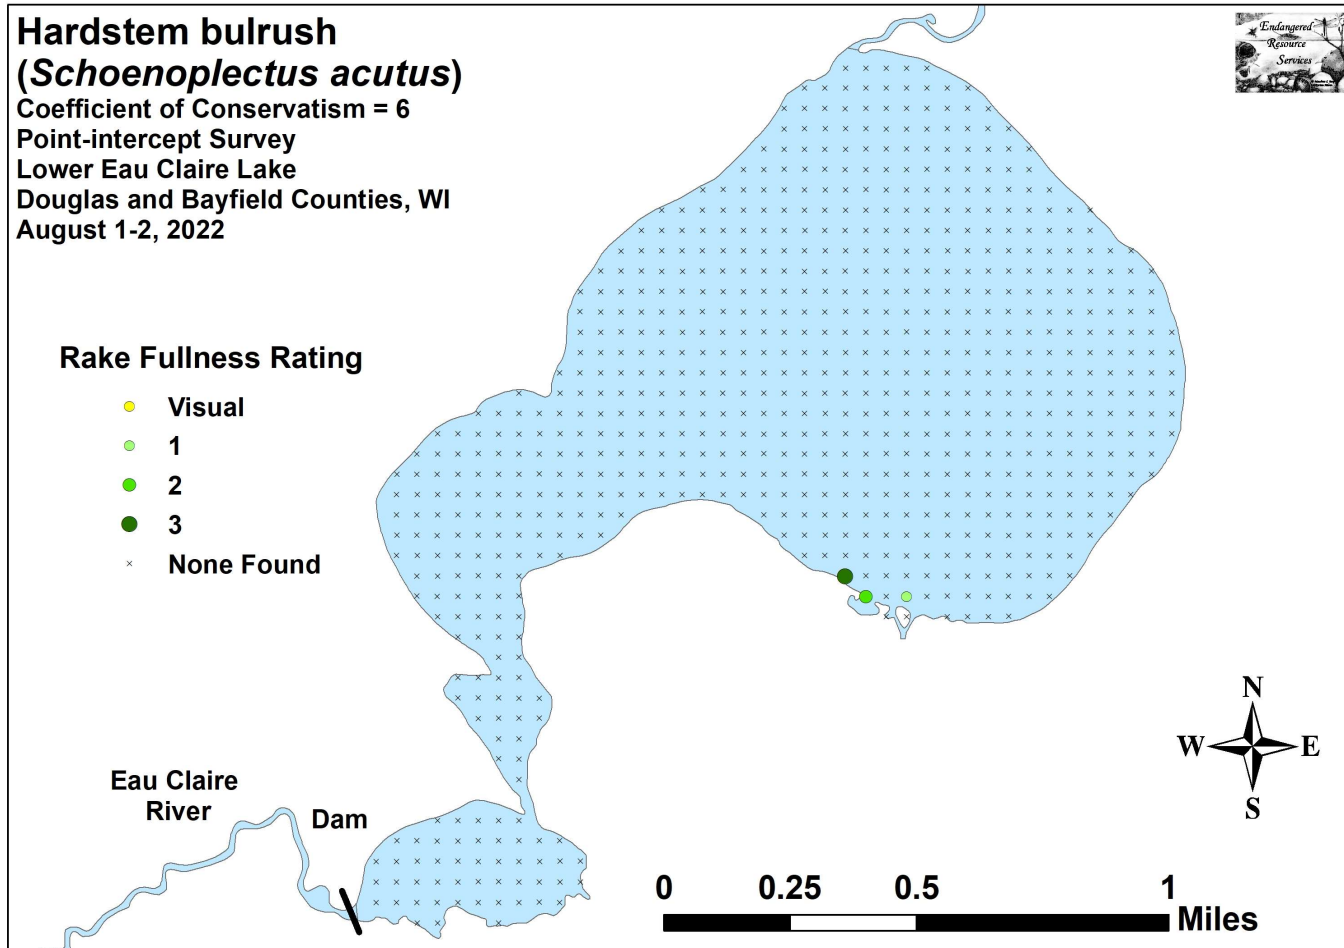 Hardstem bulrush
(Schoenoplectus acutus)
Coefficient of Conservatism = 6
Point-intercept Survey
Lower Eau Claire Lake
Douglas and Bayfield Counties, WI
August 1-2, 2022
Endangered
Resource
Services
Rake Fullness Rating
Visual
1
2
3
None Found
N
W E
S
Eau Claire
River
Dam
0 0.25 0.5 1
Miles